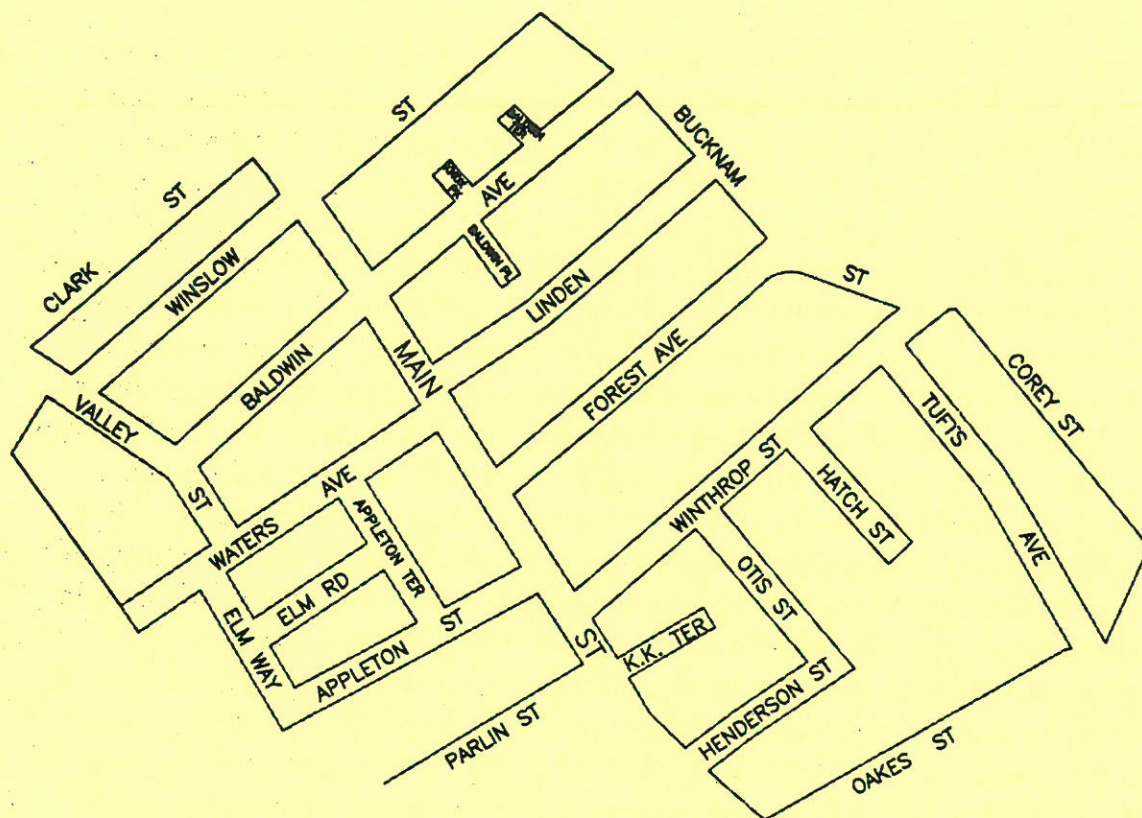 ST
BUCKNAM
ST
AVE
CLARK
WINSLOW
BALDWIN PL
LINDEN
ST
MAIN
BALDWIN
FOREST AVE
COREY ST
VALLEY
TUFTS
ST
AVE
WINTHROP ST
HATCH ST
WATERS
APPLETON TER
AVE
OTIS ST
ELM RD
ELM WAY
ST
APPLETON
ST
K.K. TER
PARLIN ST
HENDERSON ST
OAKES ST